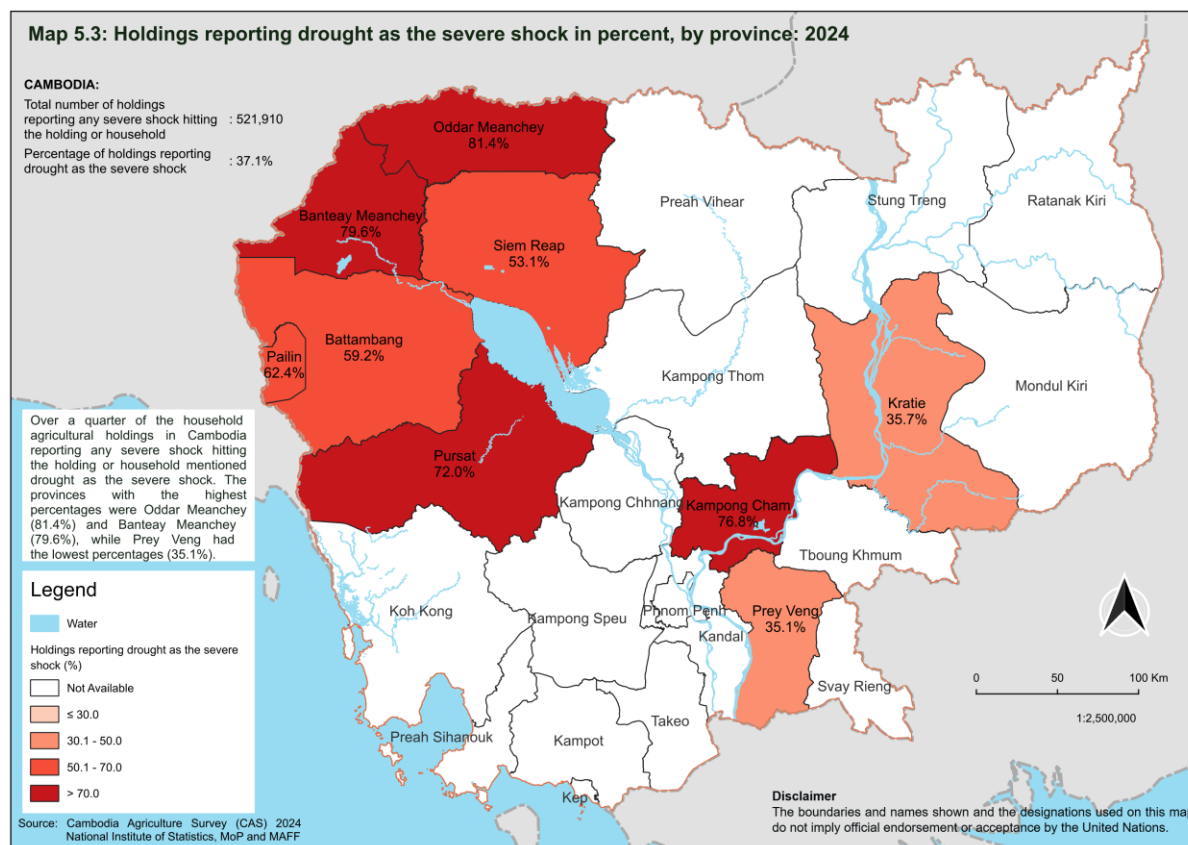 Map 5.3: Holdings reporting drought as the severe shock in percent, by province: 2024
CAMBODIA:
Total number of holdings
reporting any severe shock hitting : 521,910
the holding or household
Percentage of holdings reporting : 37.1%
drought as the severe shock
Oddar Meanchey
81.4%
Banteay Meanchey
79.6%
Siem Reap
53.1%
Preah Vihear
Stung Treng
Ratanak Kiri
Battambang
59.2%
Pailin
62.4%
Kampong Thom
Kratie
35.7%
Mondul Kiri
Pursat
72.0%
Kampong Chhnang
Kampong Cham
76.8%
Tboung Khmum
Koh Kong
Kampong Speu
Phnom Penh
Kandal
Prey Veng
35.1%
Svay Rieng
Preah Sihanouk
Kampot
Takeo
Kep
Over a quarter of the household
agricultural holdings in Cambodia
reporting any severe shock hitting
the holding or household mentioned
drought as the severe shock. The
provinces with the highest
percentages were Oddar Meanchey
(81.4%) and Banteay Meanchey
(79.6%), while Prey Veng had
the lowest percentages (35.1%).
Legend
Water
Holdings reporting drought as the severe
shock (%)
Not Available
≤ 30.0
30.1 - 50.0
50.1 - 70.0
> 70.0
Source: Cambodia Agriculture Survey (CAS) 2024
National Institute of Statistics, MoP and MAFF
0 50 100 Km
1:2,500,000
Disclaimer
The boundaries and names shown and the designations used on this map
do not imply official endorsement or acceptance by the United Nations.